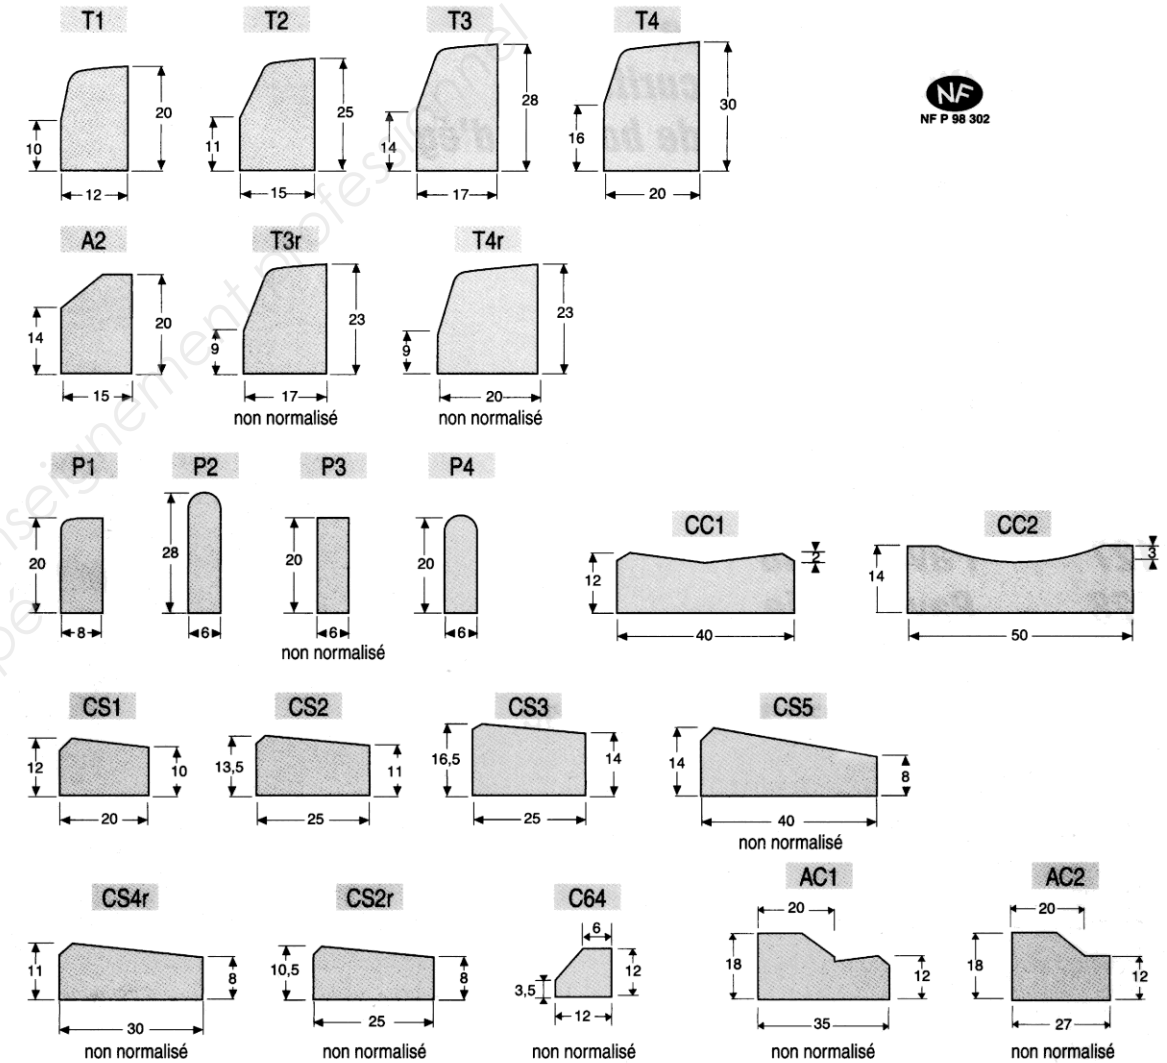 T1 T2 T3 T4
20 10 12
25 11 15
28 14 17
30 16 20
NF
NF P 98 302
A2 T3r T4r
14 20 15
9 23 17
9 23 20
non normalisé non normalisé
P1 P2 P3 P4 CC1 CC2
20 8
28 6
20 6
20 6
12 2 40
14 3 50
non normalisé
CS1 CS2 CS3 CS5
12 10 20
13,5 11 25
16,5 14 25
14 8 40
non normalisé
CS4r CS2r C64 AC1 AC2
11 8 30
10,5 8 25
6 12 3,5 12
20 18 12 35
20 18 12 27
non normalisé non normalisé non normalisé non normalisé non normalisé
enseignement professionnel